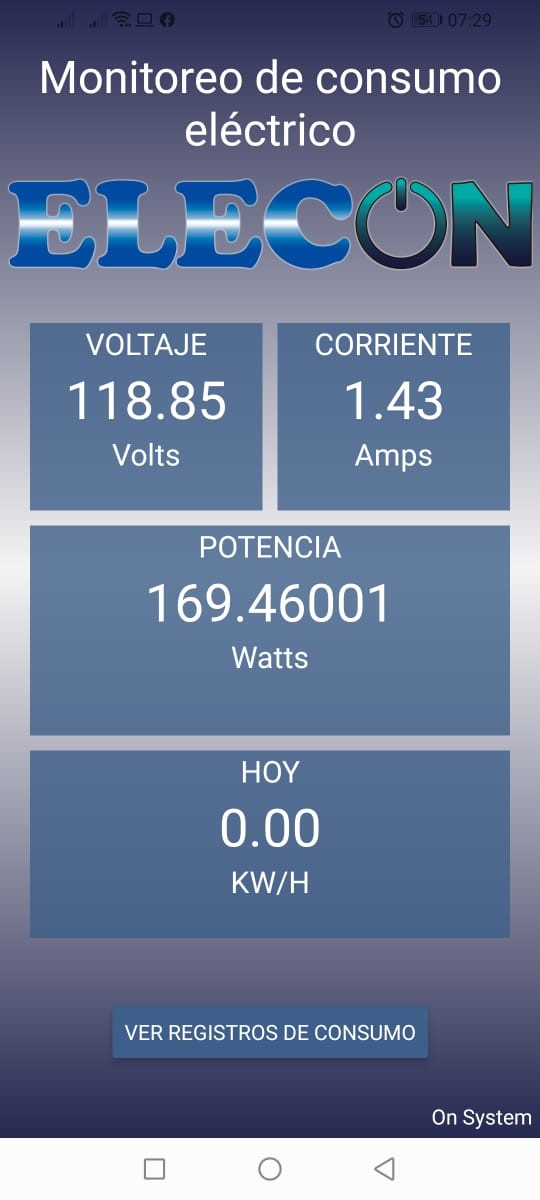 54 07:29
Monitoreo de consumo
eléctrico
ELECON
VOLTAJE
118.85
Volts
CORRIENTE
1.43
Amps
POTENCIA
169.46001
Watts
HOY
0.00
KW/H
VER REGISTROS DE CONSUMO
On System